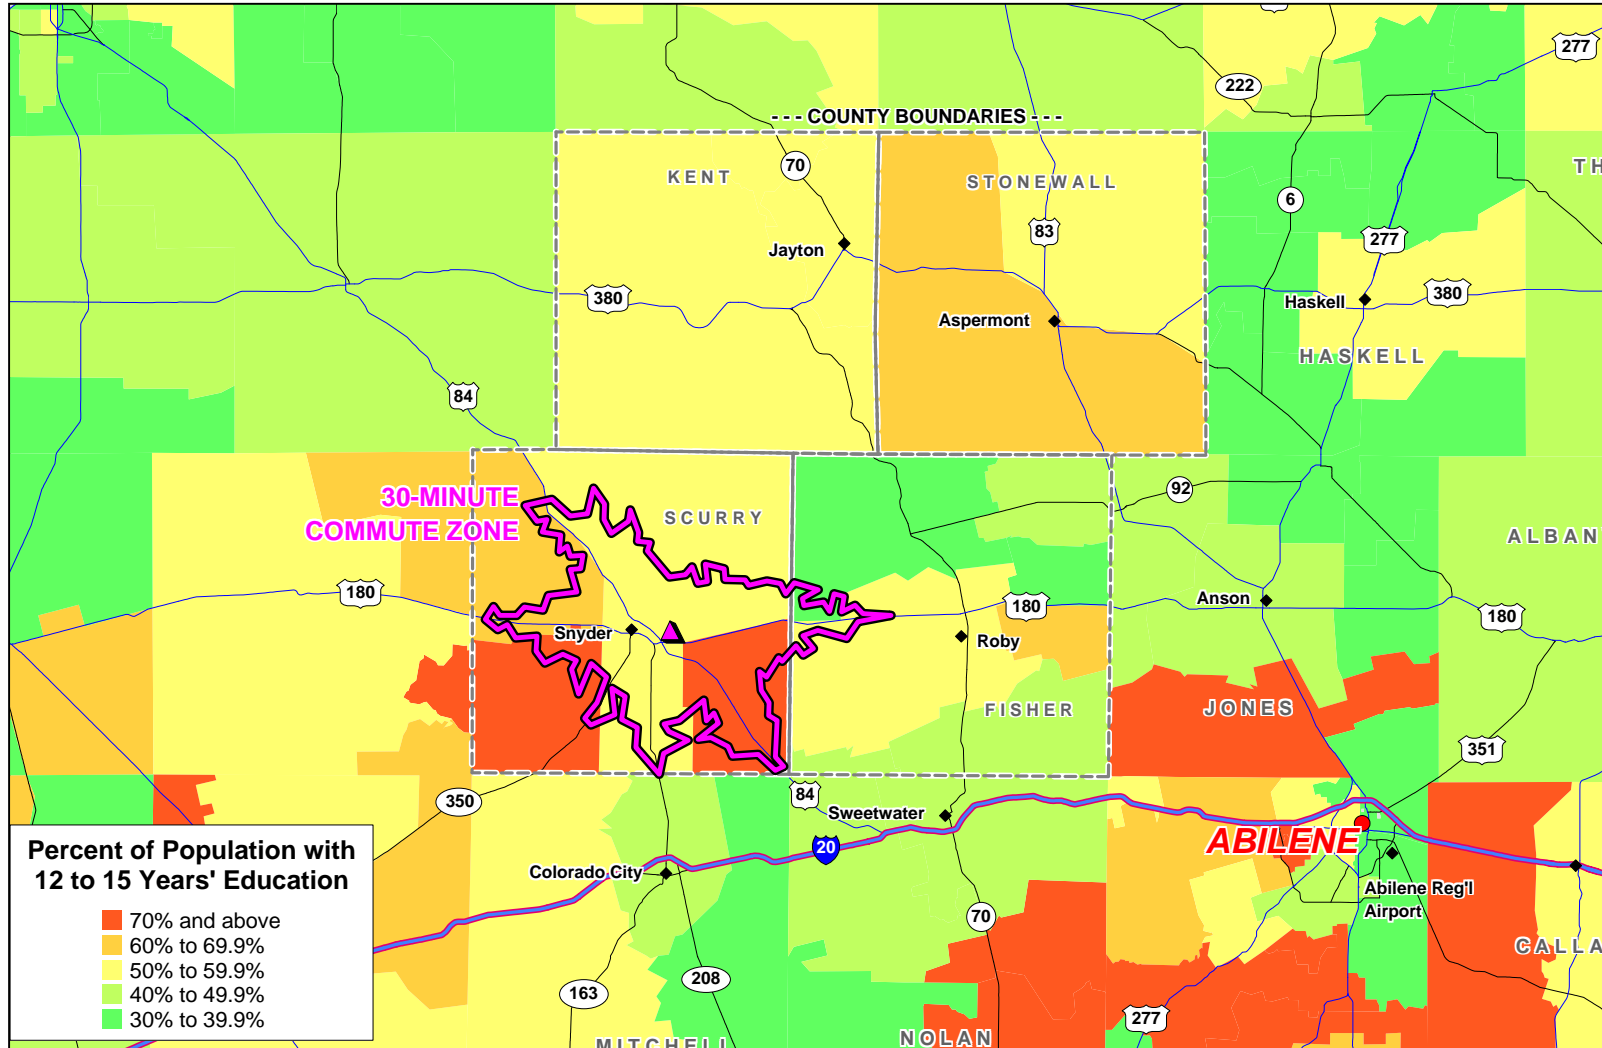 277
222
- - - COUNTY BOUNDARIES - - -
KENT
70
STONEWALL
TH
6
83
277
Jayton
380
Haskell
380
Aspermont
HASKELL
84
30-MINUTE
COMMUTE ZONE
SCURRY
92
ALBAN
180
180
Anson
180
Snyder
Roby
FISHER
JONES
351
350
84
Sweetwater
20
ABILENE
Colorado City
Abilene Reg'l
Airport
70
CALLA
208
163
277
NOLAN
MITCHELL
Percent of Population with
12 to 15 Years' Education
70% and above
60% to 69.9%
50% to 59.9%
40% to 49.9%
30% to 39.9%